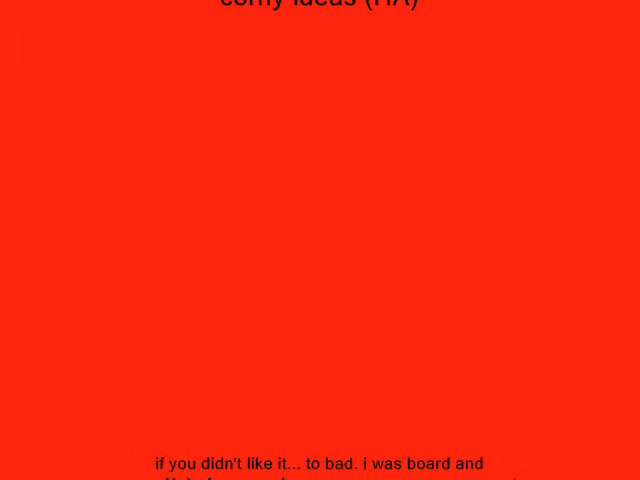 corny ideas (HA)
if you didn't like it... to bad. i was board and